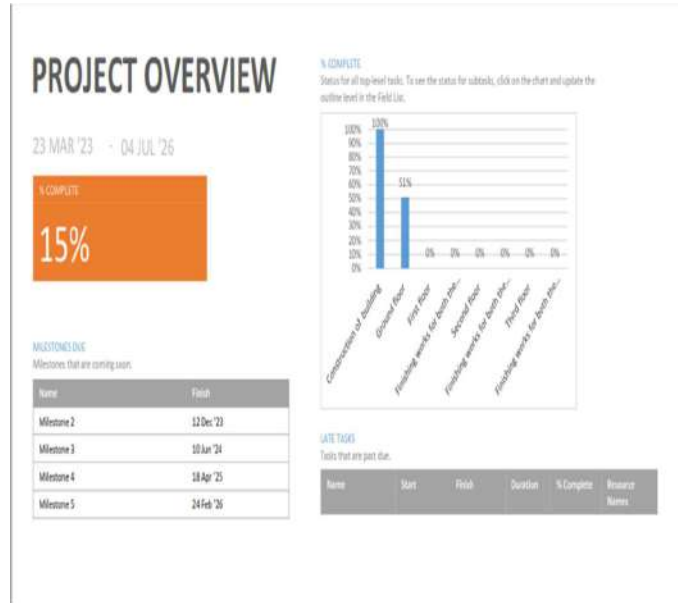 PROJECT OVERVIEW
23 MAR '23 - 04 JUL '26
% COMPLETE
15%
MILESTONES DUE
Milestones that are coming soon.
Name Finish
Milestone 2 12 Dec '23
Milestone 3 10 Jun '24
Milestone 4 18 Apr '25
Milestone 5 24 Feb '26
% COMPLETE
Status for all top-level tasks. To see the status for subtasks, click on the chart and update the
outline level in the Field List.
100%
90%
80%
70%
60%
50%
40%
30%
20%
10%
0%
100%
51%
0% 0% 0% 0% 0% 0%
Construction of building
Ground floor
First floor
Finishing works for both the...
Second floor
Finishing works for both the...
Third floor
Finishing works for both the...
LATE TASKS
Tasks that are past due.
Name Start Finish Duration % Complete Resource
Names